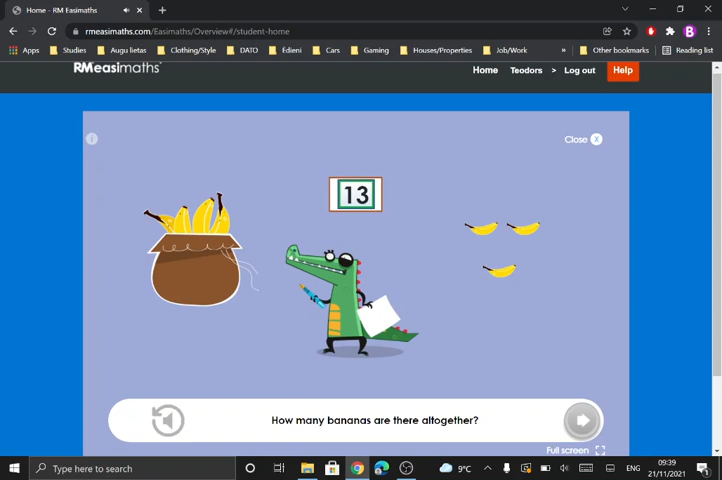 Home - RM Easimaths
rmeasimaths.com/Easimaths/Overview#/student-home
B
Apps Studies Augu lietas Clothing/Style DATO Edieni Cars Gaming Houses/Properties Job/Work » Other bookmarks Reading list
RMeasimaths
Home Teodors > Log out Help
i
Close X
13
How many bananas are there altogether?
Full screen
Type here to search
9°C ENG 09:39 21/11/2021 1